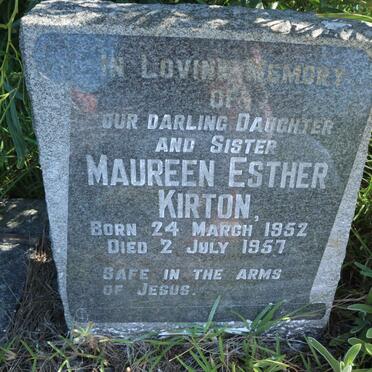 In Loving Memory
of
our darling Daughter
and Sister
Maureen Esther
Kirton,
Born 24 March 1952
Died 2 July 1957
Safe in the arms
of Jesus.